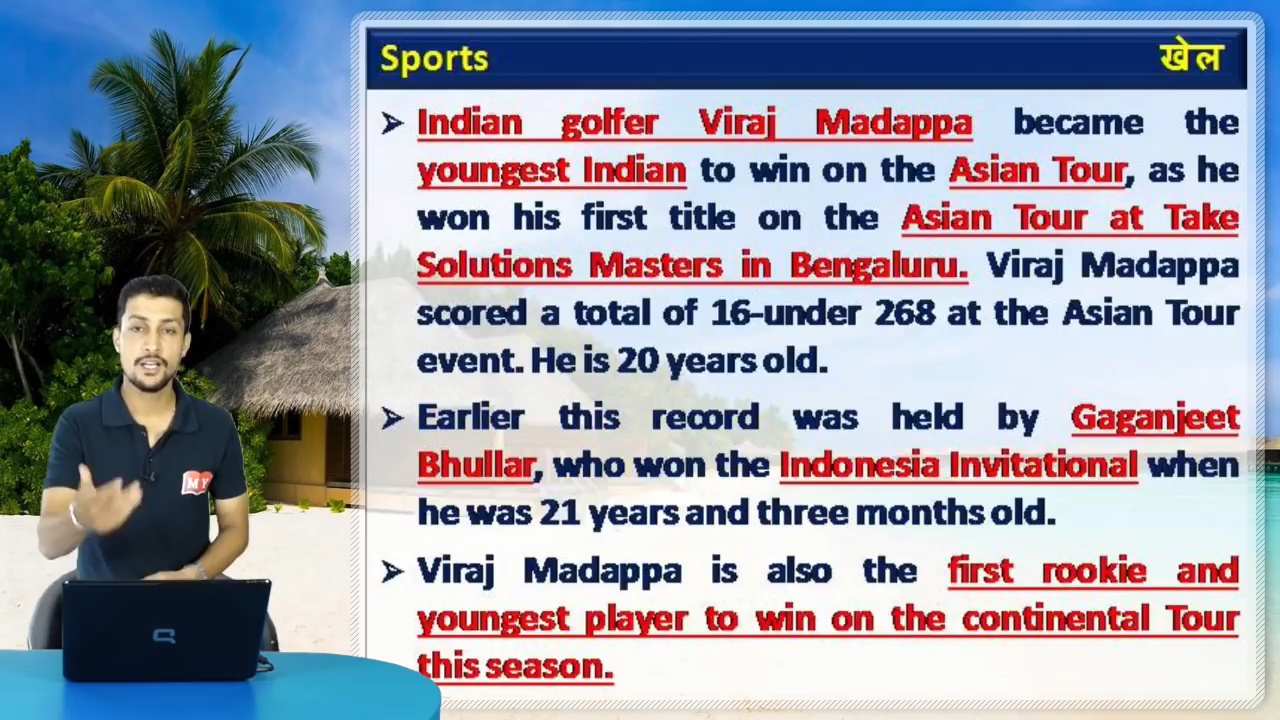 Sports खेल
➢ Indian golfer Viraj Madappa became the
youngest Indian to win on the Asian Tour, as he
won his first title on the Asian Tour at Take
Solutions Masters in Bengaluru. Viraj Madappa
scored a total of 16-under 268 at the Asian Tour
event. He is 20 years old.
➢ Earlier this record was held by Gaganjeet
Bhullar, who won the Indonesia Invitational when
he was 21 years and three months old.
➢ Viraj Madappa is also the first rookie and
youngest player to win on the continental Tour
this season.
M Y